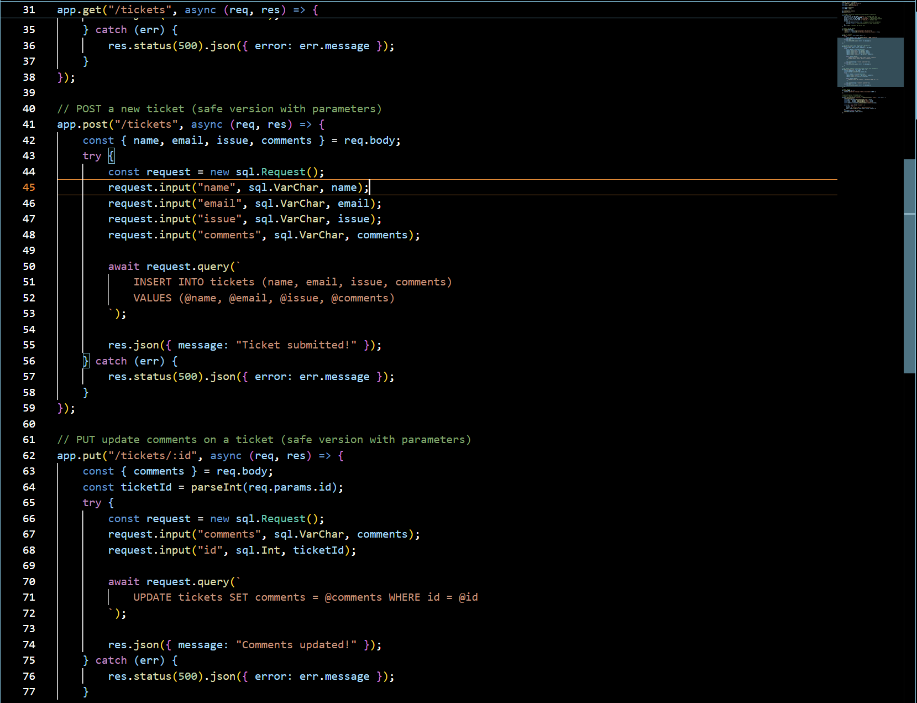 31 app.get("/tickets", async (req, res) => {
35 } catch (err) {
36 res.status(500).json({ error: err.message });
37 }
38 });
39
40 // POST a new ticket (safe version with parameters)
41 app.post("/tickets", async (req, res) => {
42 const { name, email, issue, comments } = req.body;
43 try {
44 const request = new sql.Request();
45 request.input("name", sql.VarChar, name);
46 request.input("email", sql.VarChar, email);
47 request.input("issue", sql.VarChar, issue);
48 request.input("comments", sql.VarChar, comments);
49
50 await request.query(`
51 INSERT INTO tickets (name, email, issue, comments)
52 VALUES (@name, @email, @issue, @comments)
53 `);
54
55 res.json({ message: "Ticket submitted!" });
56 } catch (err) {
57 res.status(500).json({ error: err.message });
58 }
59 });
60
61 // PUT update comments on a ticket (safe version with parameters)
62 app.put("/tickets/:id", async (req, res) => {
63 const { comments } = req.body;
64 const ticketId = parseInt(req.params.id);
65 try {
66 const request = new sql.Request();
67 request.input("comments", sql.VarChar, comments);
68 request.input("id", sql.Int, ticketId);
69
70 await request.query(`
71 UPDATE tickets SET comments = @comments WHERE id = @id
72 `);
73
74 res.json({ message: "Comments updated!" });
75 } catch (err) {
76 res.status(500).json({ error: err.message });
77 }